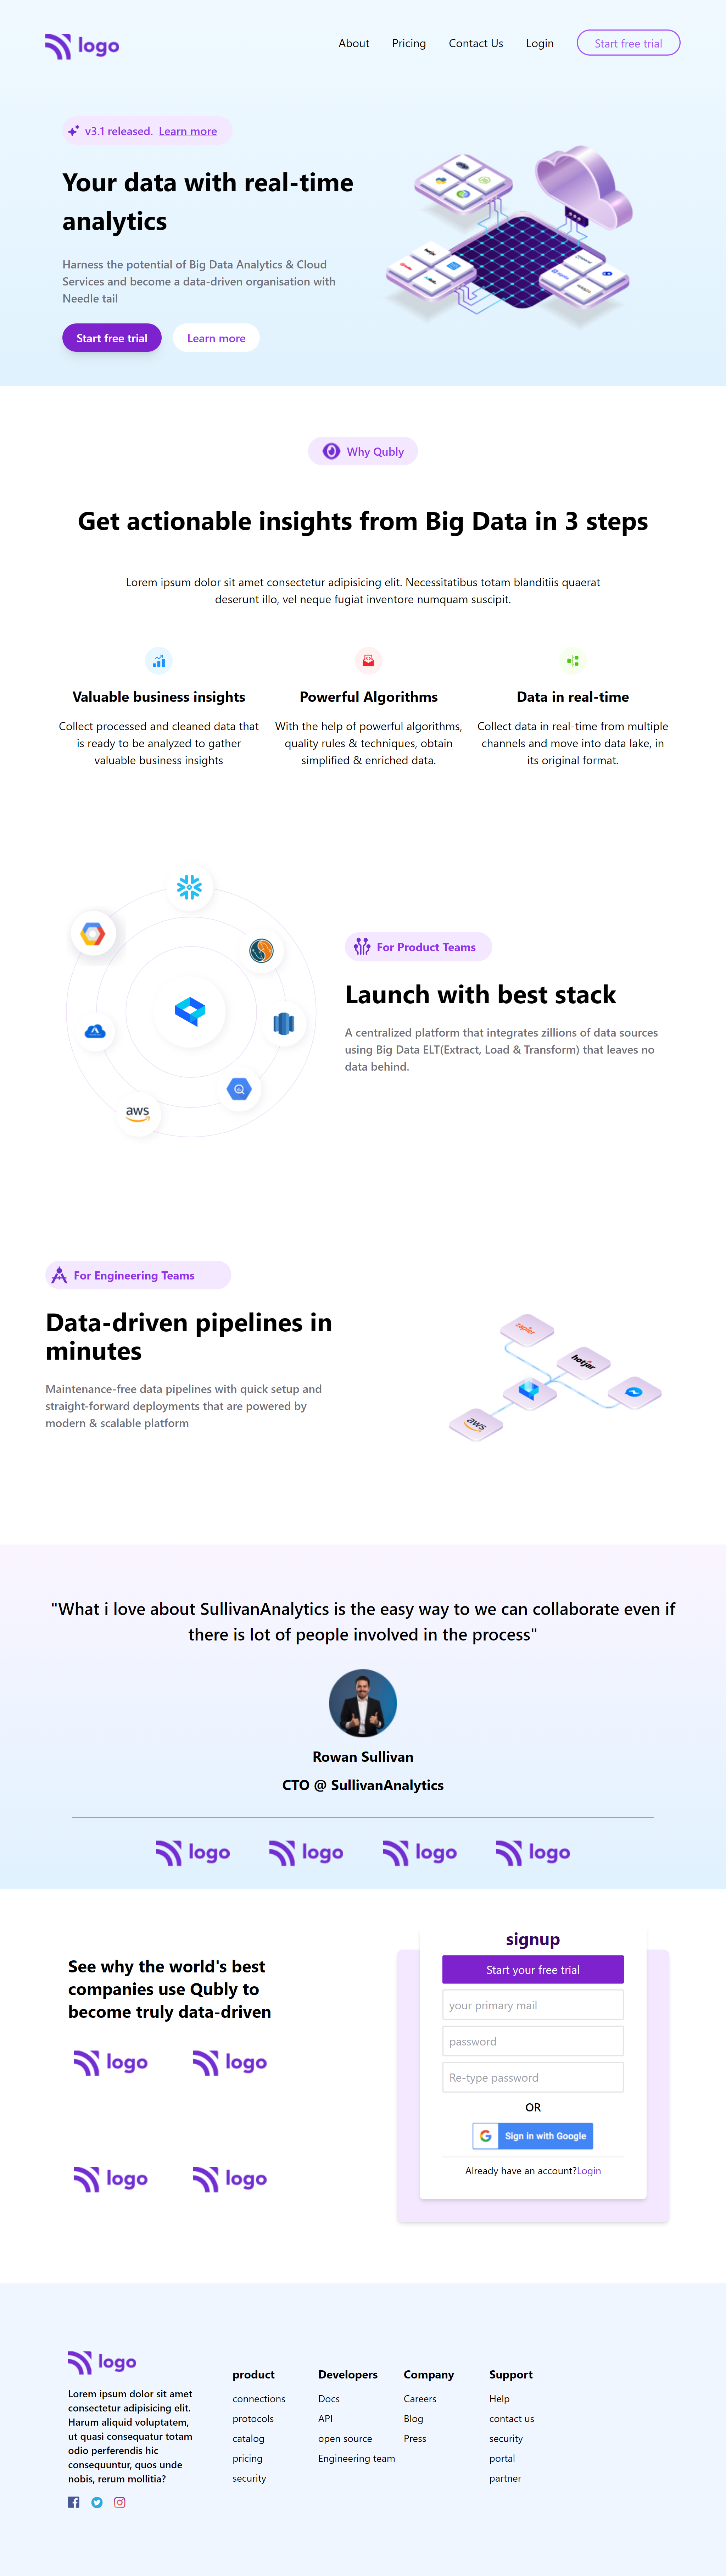 logo
About Pricing Contact Us Login Start free trial
v3.1 released. Learn more
Your data with real-time
analytics
Harness the potential of Big Data Analytics & Cloud
Services and become a data-driven organisation with
Needle tail
Start free trial Learn more
Why Qubly
Get actionable insights from Big Data in 3 steps
Lorem ipsum dolor sit amet consectetur adipisicing elit. Necessitatibus totam blanditiis quaerat
deserunt illo, vel neque fugiat inventore numquam suscipit.
Valuable business insights
Collect processed and cleaned data that
is ready to be analyzed to gather
valuable business insights
Powerful Algorithms
With the help of powerful algorithms,
quality rules & techniques, obtain
simplified & enriched data.
Data in real-time
Collect data in real-time from multiple
channels and move into data lake, in
its original format.
aws
For Product Teams
Launch with best stack
A centralized platform that integrates zillions of data sources
using Big Data ELT(Extract, Load & Transform) that leaves no
data behind.
For Engineering Teams
Data-driven pipelines in
minutes
Maintenance-free data pipelines with quick setup and
straight-forward deployments that are powered by
modern & scalable platform
zapier
hotjar
aws
"What i love about SullivanAnalytics is the easy way to we can collaborate even if
there is lot of people involved in the process"
Rowan Sullivan
CTO @ SullivanAnalytics
logo logo logo logo
See why the world's best
companies use Qubly to
become truly data-driven
logo logo
logo logo
signup
Start your free trial
your primary mail
password
Re-type password
OR
Sign in with Google
Already have an account?Login
logo
Lorem ipsum dolor sit amet
consectetur adipisicing elit.
Harum aliquid voluptatem,
ut quasi consequatur totam
odio perferendis hic
consequuntur, quos unde
nobis, rerum mollitia?
product
connections
protocols
catalog
pricing
security
Developers
Docs
API
open source
Engineering team
Company
Careers
Blog
Press
Support
Help
contact us
security
portal
partner